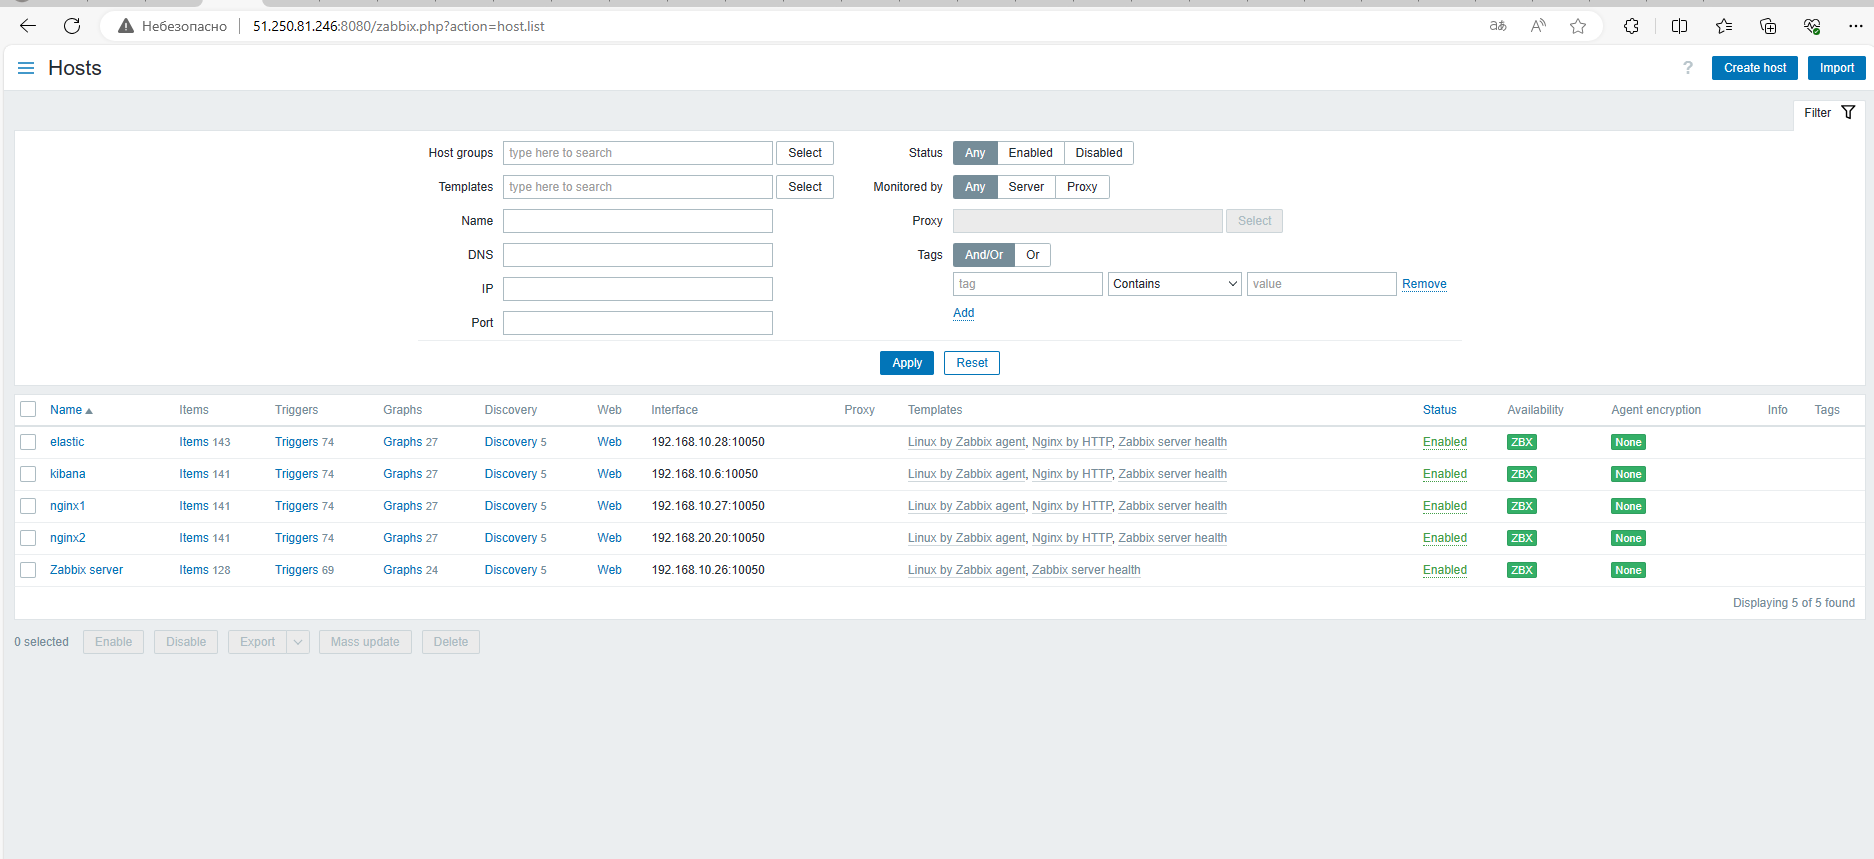 Небезопасно 51.250.81.246:8080/zabbix.php?action=host.list
Hosts ? Create host Import
Filter
Host groups type here to search Select Status Any Enabled Disabled
Templates type here to search Select Monitored by Any Server Proxy
Name Proxy Select
DNS Tags And/Or Or
IP tag Contains value Remove
Add
Port
Apply Reset
Name Items Triggers Graphs Discovery Web Interface Proxy Templates Status Availability Agent encryption Info Tags
elastic Items 143 Triggers 74 Graphs 27 Discovery 5 Web 192.168.10.28:10050 Linux by Zabbix agent, Nginx by HTTP, Zabbix server health Enabled ZBX None
kibana Items 141 Triggers 74 Graphs 27 Discovery 5 Web 192.168.10.6:10050 Linux by Zabbix agent, Nginx by HTTP, Zabbix server health Enabled ZBX None
nginx1 Items 141 Triggers 74 Graphs 27 Discovery 5 Web 192.168.10.27:10050 Linux by Zabbix agent, Nginx by HTTP, Zabbix server health Enabled ZBX None
nginx2 Items 141 Triggers 74 Graphs 27 Discovery 5 Web 192.168.20.20:10050 Linux by Zabbix agent, Nginx by HTTP, Zabbix server health Enabled ZBX None
Zabbix server Items 128 Triggers 69 Graphs 24 Discovery 5 Web 192.168.10.26:10050 Linux by Zabbix agent, Zabbix server health Enabled ZBX None
Displaying 5 of 5 found
0 selected Enable Disable Export Mass update Delete